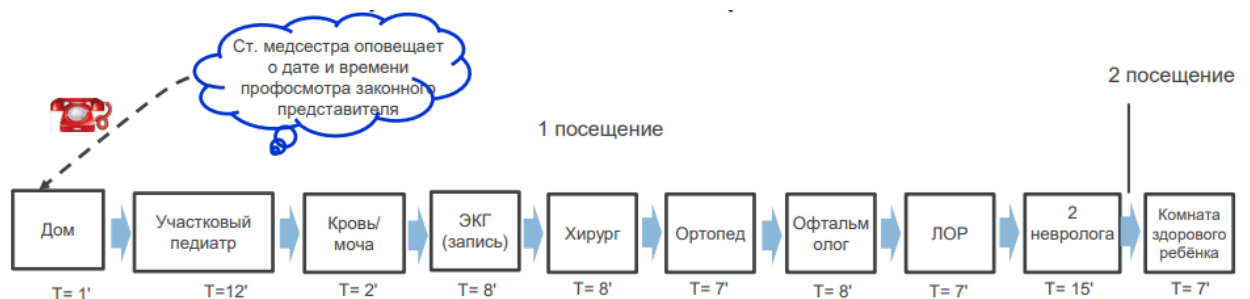 Ст. медсестра оповещает
о дате и времени
профосмотра законного
представителя
2 посещение
1 посещение
Дом
Участковый
педиатр
Кровь/
моча
ЭКГ
(запись)
Хирург
Ортопед
Офтальм
олог
ЛОР
2
невролога
Комната
здорового
ребёнка
T= 1'
T=12'
T= 2'
T= 8'
T= 8'
T= 7'
T= 8'
T= 7'
T= 15'
T= 7'